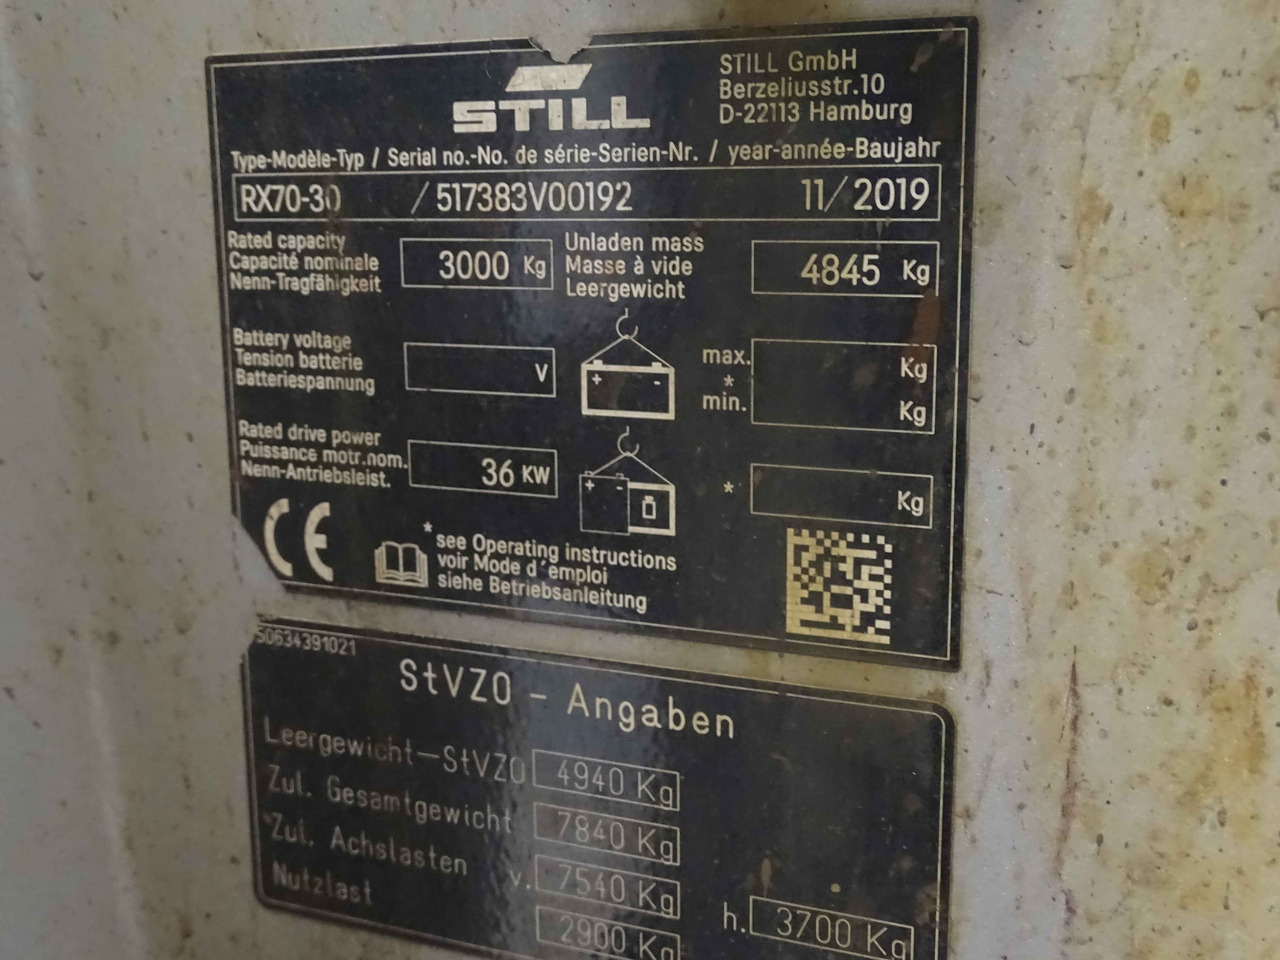 STILL
STILL GmbH
Berzeliusstr.10
D-22113 Hamburg
Type-Modèle-Typ / Serial no.-No. de série-Serien-Nr. / year-année-Baujahr
RX70-30 / 517383V00192 11/2019
Rated capacity
Capacité nominale
Nenn-Tragfähigkeit
3000 Kg
Unladen mass
Masse à vide
Leergewicht
4845 Kg
Battery voltage
Tension batterie
Batteriespannung
V
+ -
max. Kg
*
min. Kg
Rated drive power
Puissance motr.nom.
Nenn-Antriebsleist.
36 KW
+ -
* Kg
CE
*see Operating instructions
voir Mode d'emploi
siehe Betriebsanleitung
50634391021
StVZO - Angaben
Leergewicht-StVZO 4940 Kg
Zul. Gesamtgewicht 7840 Kg
Zul. Achslasten v. 7540 Kg h. 3700 Kg
Nutzlast 2900 Kg